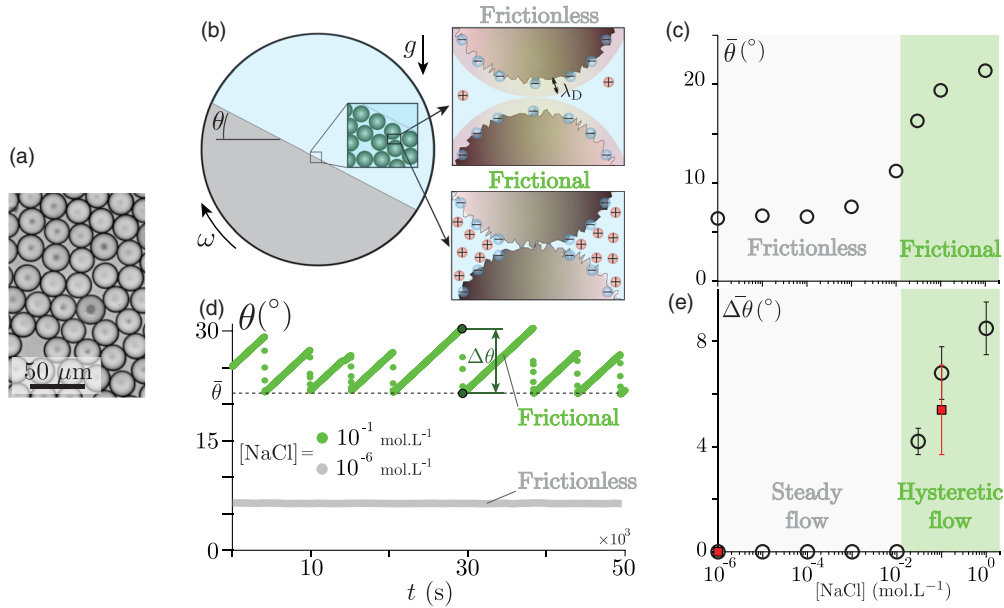 (a)
50 μm
(b)
g
θ
ω
Frictionless
λD
Frictional
(c)
θ̄(°)
20
10
0
Frictionless
Frictional
(d)
θ(°)
30
θ̄
15
0
Δθ
Frictional
[NaCl]=
10⁻¹ mol.L⁻¹
10⁻⁶ mol.L⁻¹
Frictionless
×10³
10
30
50
t (s)
(e)
Δ̄θ(°)
8
4
0
Steady
flow
Hysteretic
flow
10⁻⁶
10⁻⁴
10⁻²
10⁰
[NaCl] (mol.L⁻¹)